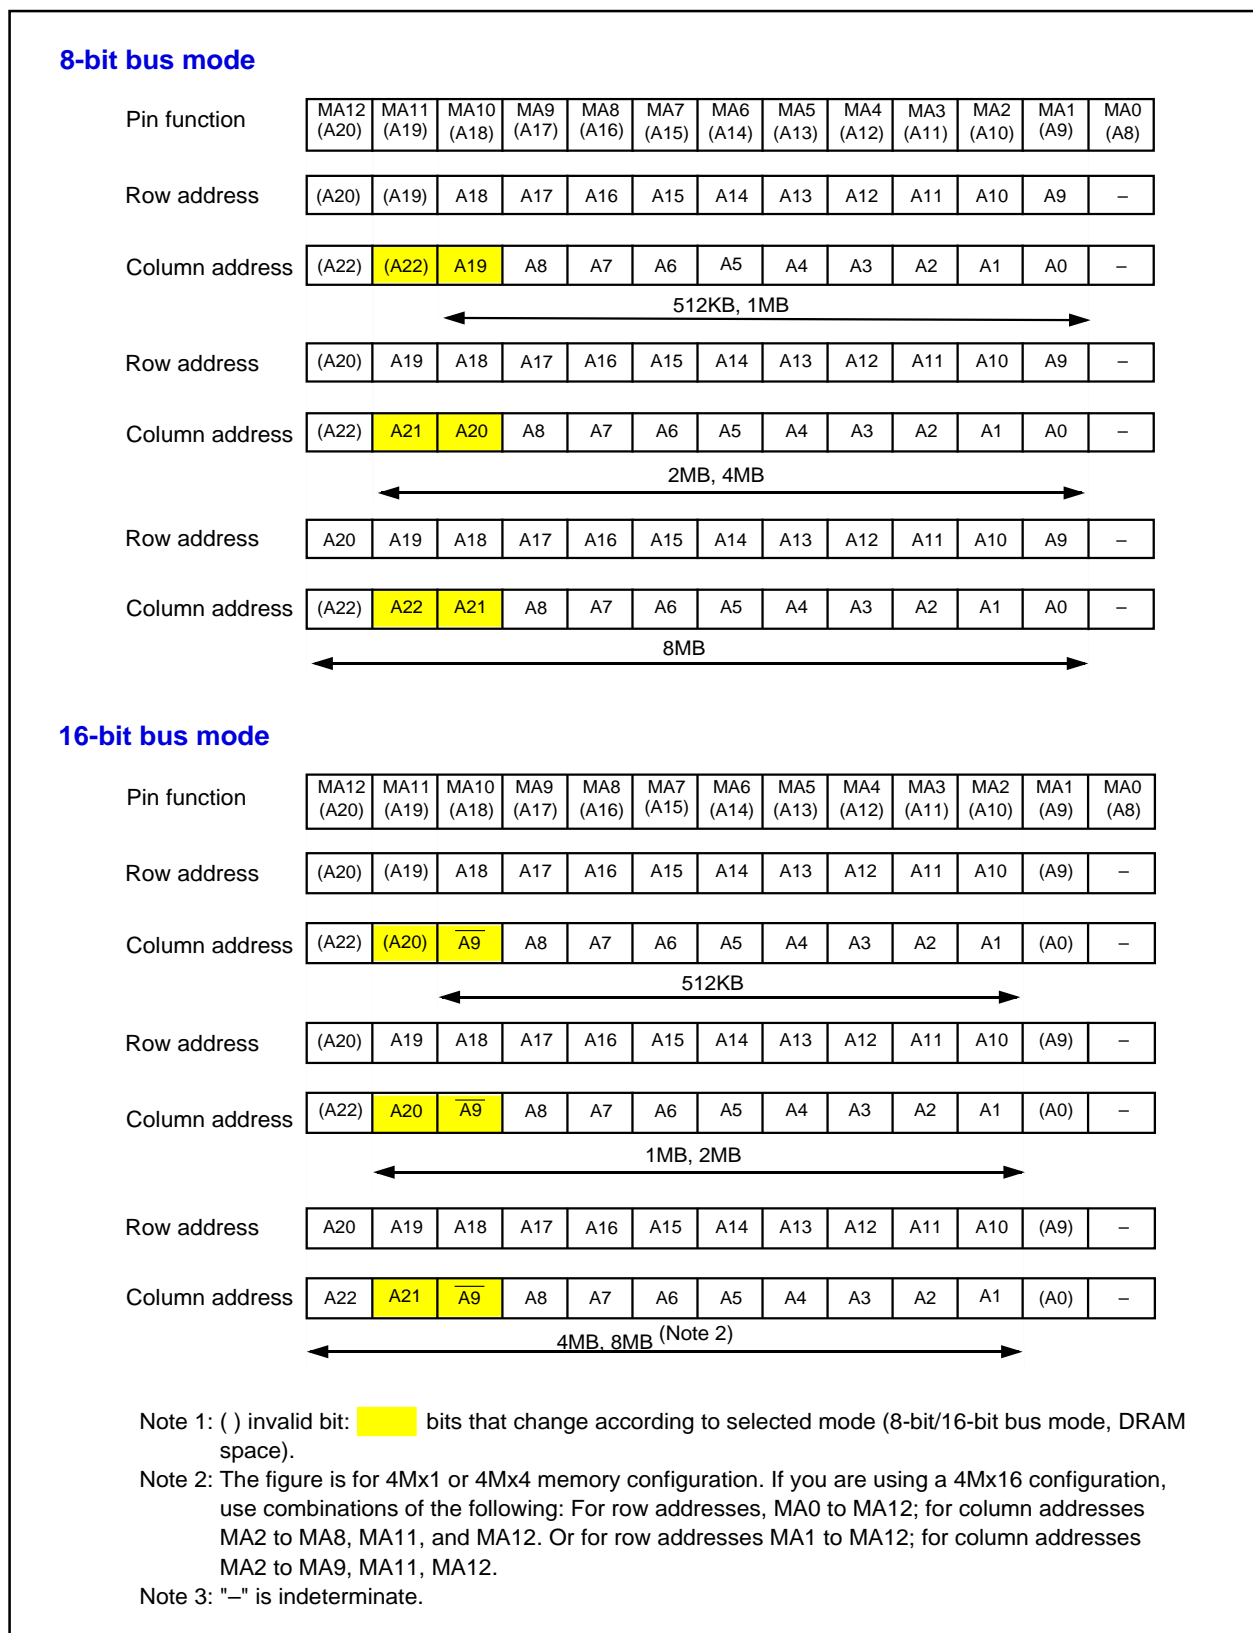 8-bit bus mode
Pin function MA12 (A20) MA11 (A19) MA10 (A18) MA9 (A17) MA8 (A16) MA7 (A15) MA6 (A14) MA5 (A13) MA4 (A12) MA3 (A11) MA2 (A10) MA1 (A9) MA0 (A8)
Row address (A20) (A19) A18 A17 A16 A15 A14 A13 A12 A11 A10 A9 –
Column address (A22) (A22) A19 A8 A7 A6 A5 A4 A3 A2 A1 A0 –
512KB, 1MB
Row address (A20) A19 A18 A17 A16 A15 A14 A13 A12 A11 A10 A9 –
Column address (A22) A21 A20 A8 A7 A6 A5 A4 A3 A2 A1 A0 –
2MB, 4MB
Row address A20 A19 A18 A17 A16 A15 A14 A13 A12 A11 A10 A9 –
Column address (A22) A22 A21 A8 A7 A6 A5 A4 A3 A2 A1 A0 –
8MB
16-bit bus mode
Pin function MA12 (A20) MA11 (A19) MA10 (A18) MA9 (A17) MA8 (A16) MA7 (A15) MA6 (A14) MA5 (A13) MA4 (A12) MA3 (A11) MA2 (A10) MA1 (A9) MA0 (A8)
Row address (A20) (A19) A18 A17 A16 A15 A14 A13 A12 A11 A10 (A9) –
Column address (A22) (A20) A̅9̅ A8 A7 A6 A5 A4 A3 A2 A1 (A0) –
512KB
Row address (A20) A19 A18 A17 A16 A15 A14 A13 A12 A11 A10 (A9) –
Column address (A22) A20 A̅9̅ A8 A7 A6 A5 A4 A3 A2 A1 (A0) –
1MB, 2MB
Row address A20 A19 A18 A17 A16 A15 A14 A13 A12 A11 A10 (A9) –
Column address A22 A21 A̅9̅ A8 A7 A6 A5 A4 A3 A2 A1 (A0) –
4MB, 8MB (Note 2)
Note 1: ( ) invalid bit: bits that change according to selected mode (8-bit/16-bit bus mode, DRAM
space).
Note 2: The figure is for 4Mx1 or 4Mx4 memory configuration. If you are using a 4Mx16 configuration,
use combinations of the following: For row addresses, MA0 to MA12; for column addresses
MA2 to MA8, MA11, and MA12. Or for row addresses MA1 to MA12; for column addresses
MA2 to MA9, MA11, MA12.
Note 3: "–" is indeterminate.